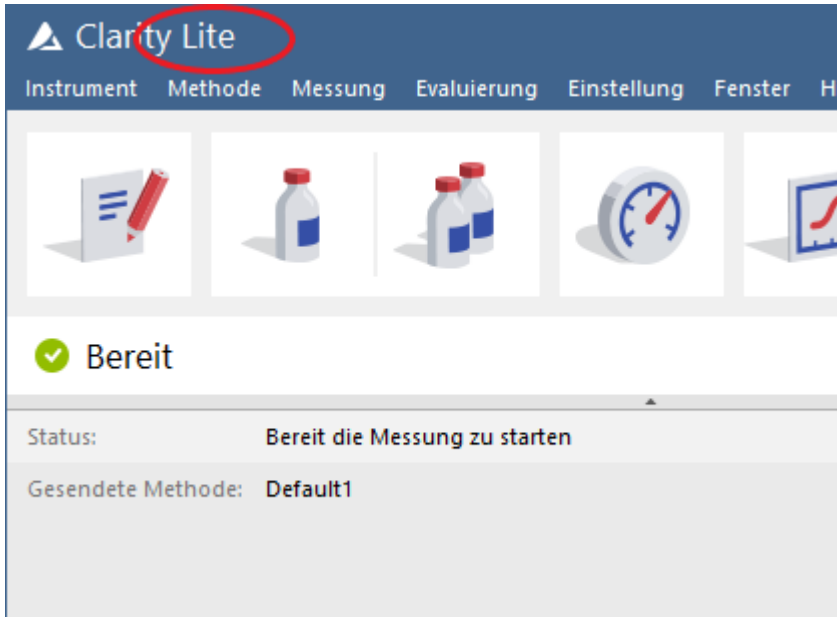 Clarity Lite
Instrument Methode Messung Evaluierung Einstellung Fenster H
Bereit
Status: Bereit die Messung zu starten
Gesendete Methode: Default1